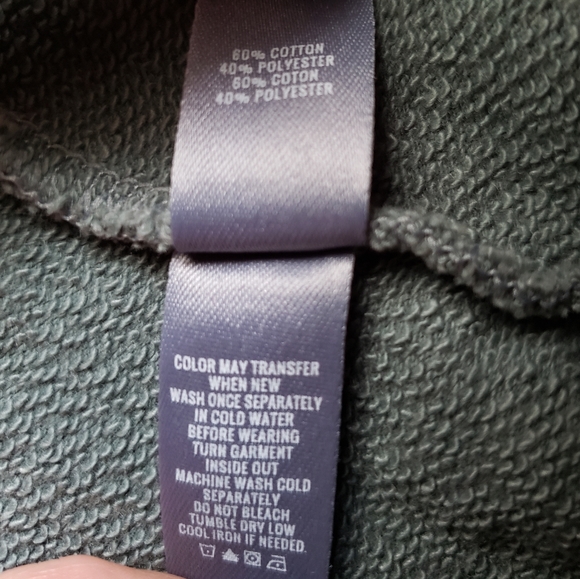 60% COTTON
40% POLYESTER
60% COTON
40% POLYESTER
COLOR MAY TRANSFER
WHEN NEW
WASH ONCE SEPARATELY
IN COLD WATER
BEFORE WEARING
TURN GARMENT
INSIDE OUT
MACHINE WASH COLD
SEPARATELY
DO NOT BLEACH
TUMBLE DRY LOW
COOL IRON IF NEEDED.